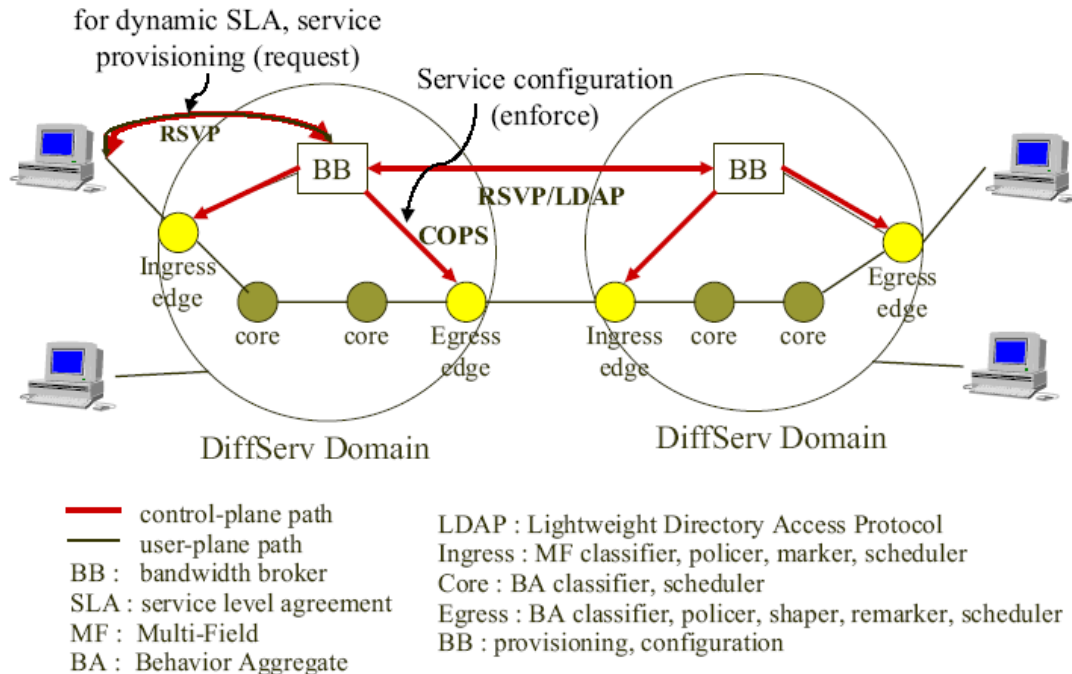 for dynamic SLA, service
provisioning (request)
Service configuration
(enforce)
RSVP
BB
BB
RSVP/LDAP
COPS
Ingress
edge
core
core
Egress
edge
Ingress
edge
core
core
Egress
edge
DiffServ Domain
DiffServ Domain
control-plane path
user-plane path
BB : bandwidth broker
SLA : service level agreement
MF : Multi-Field
BA : Behavior Aggregate
LDAP : Lightweight Directory Access Protocol
Ingress : MF classifier, policer, marker, scheduler
Core : BA classifier, scheduler
Egress : BA classifier, policer, shaper, remarker, scheduler
BB : provisioning, configuration